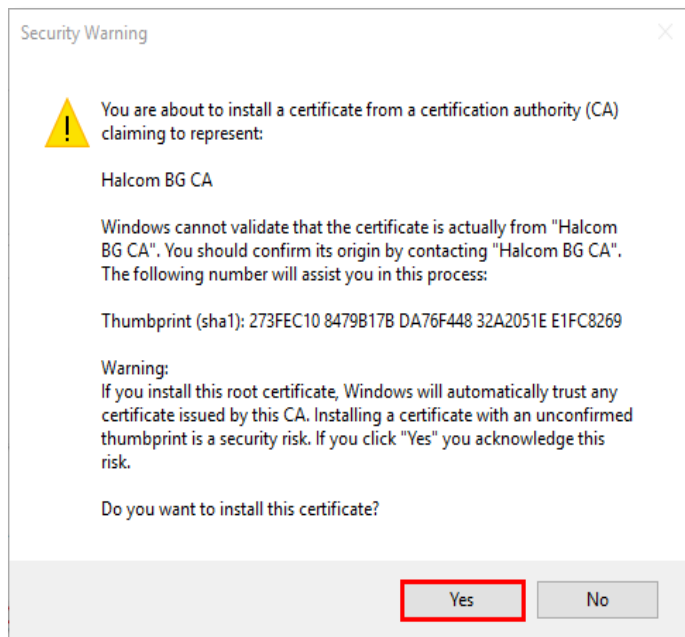 Security Warning
You are about to install a certificate from a certification authority (CA)
claiming to represent:
Halcom BG CA
Windows cannot validate that the certificate is actually from "Halcom
BG CA". You should confirm its origin by contacting "Halcom BG CA".
The following number will assist you in this process:
Thumbprint (sha1): 273FEC10 8479B17B DA76F448 32A2051E E1FC8269
Warning:
If you install this root certificate, Windows will automatically trust any
certificate issued by this CA. Installing a certificate with an unconfirmed
thumbprint is a security risk. If you click "Yes" you acknowledge this
risk.
Do you want to install this certificate?
Yes No